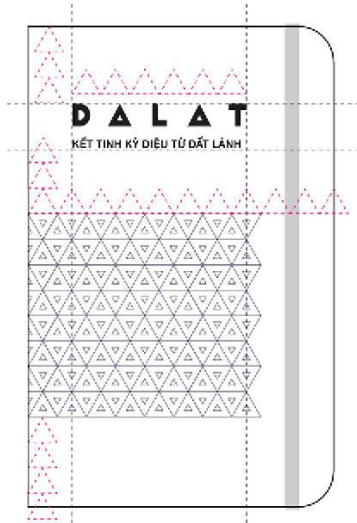 DALAT
KẾT TINH KỲ DIỆU TỪ ĐẤT LÀNH